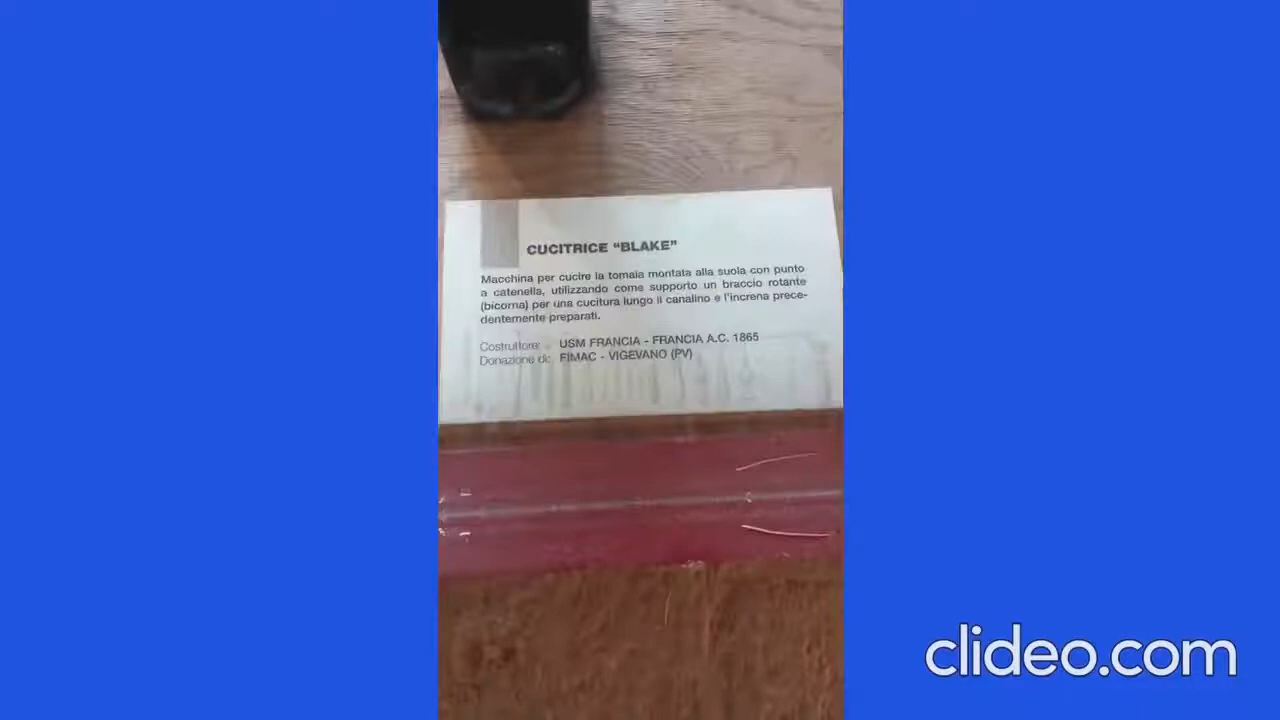 CUCITRICE “BLAKE”
Macchina per cucire la tomaia montata alla suola con punto
a catenella, utilizzando come supporto un braccio rotante
(bicorna) per una cucitura lungo il canalino e l’increna prece-
dentemente preparati.
Costruttore: USM FRANCIA - FRANCIA A.C. 1865
Donazione di: FIMAC - VIGEVANO (PV)
clideo.com